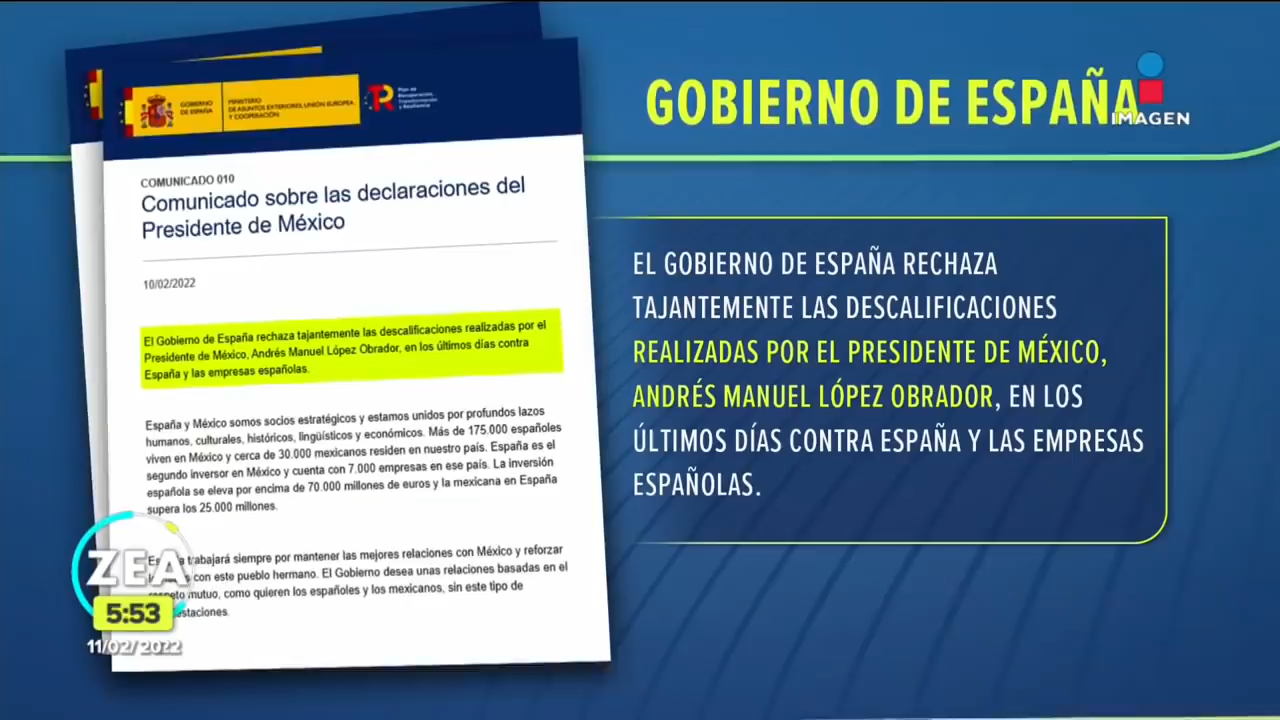 GOBIERNO
DE ESPAÑA
MINISTERIO
DE ASUNTOS EXTERIORES, UNIÓN EUROPEA
Y COOPERACIÓN
Plan de
Recuperación,
Transformación
y Resiliencia
COMUNICADO 010
Comunicado sobre las declaraciones del
Presidente de México
10/02/2022
El Gobierno de España rechaza tajantemente las descalificaciones realizadas por el
Presidente de México, Andrés Manuel López Obrador, en los últimos días contra
España y las empresas españolas.
España y México somos socios estratégicos y estamos unidos por profundos lazos
humanos, culturales, históricos, lingüísticos y económicos. Más de 175.000 españoles
viven en México y cerca de 30.000 mexicanos residen en nuestro país. España es el
segundo inversor en México y cuenta con 7.000 empresas en ese país. La inversión
española se eleva por encima de 70.000 millones de euros y la mexicana en España
supera los 25.000 millones.
trabajará siempre por mantener las mejores relaciones con México y reforzar
con este pueblo hermano. El Gobierno desea unas relaciones basadas en el
mutuo, como quieren los españoles y los mexicanos, sin este tipo de
ZEA
5:53
11/02/2022
GOBIERNO DE ESPAÑA
IMAGEN
EL GOBIERNO DE ESPAÑA RECHAZA
TAJANTEMENTE LAS DESCALIFICACIONES
REALIZADAS POR EL PRESIDENTE DE MÉXICO,
ANDRÉS MANUEL LÓPEZ OBRADOR, EN LOS
ÚLTIMOS DÍAS CONTRA ESPAÑA Y LAS EMPRESAS
ESPAÑOLAS.